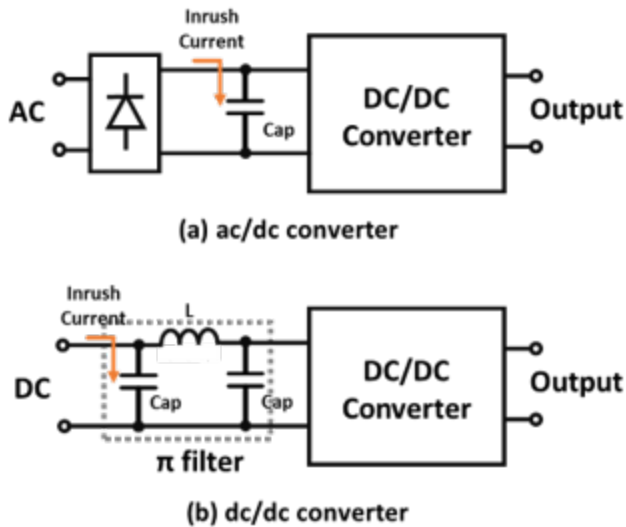 Inrush
Current
AC
Cap
DC/DC
Converter
Output
(a) ac/dc converter
Inrush
Current
L
DC
Cap
Cap
DC/DC
Converter
Output
π filter
(b) dc/dc converter